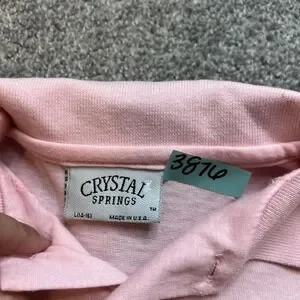 3876
CRYSTAL
SPRINGS
TM
MADE IN U.S.A.